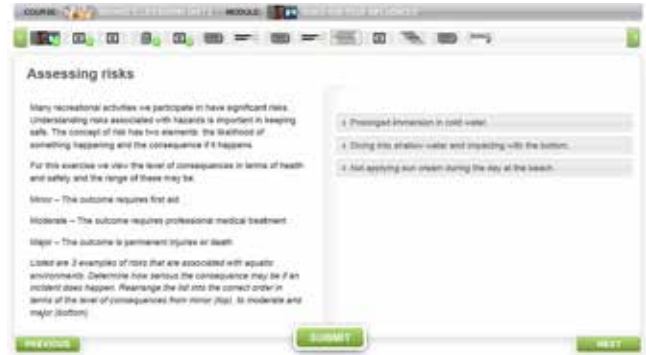 COURSE:
MODULE:
Assessing risks
Many recreational activities we participate in have significant risks.
Understanding risks associated with hazards is important in keeping
safe. The concept of risk has two elements: the likelihood of
something happening and the consequence if it happens.
For this exercise we view the level of consequences in terms of health
and safety and the range of these may be:
Minor – The outcome requires first aid
Moderate – The outcome requires professional medical treatment
Major – The outcome is permanent injuries or death
Listed are 3 examples of risks that are associated with aquatic
environments. Determine how serious the consequence may be if an
incident does happen. Rearrange the list into the correct order in
terms of the level of consequences from minor (top), to moderate and
major (bottom).
Prolonged immersion in cold water.
Diving into shallow water and impacting with the bottom.
Not applying sun cream during the day at the beach.
PREVIOUS
SUBMIT
NEXT